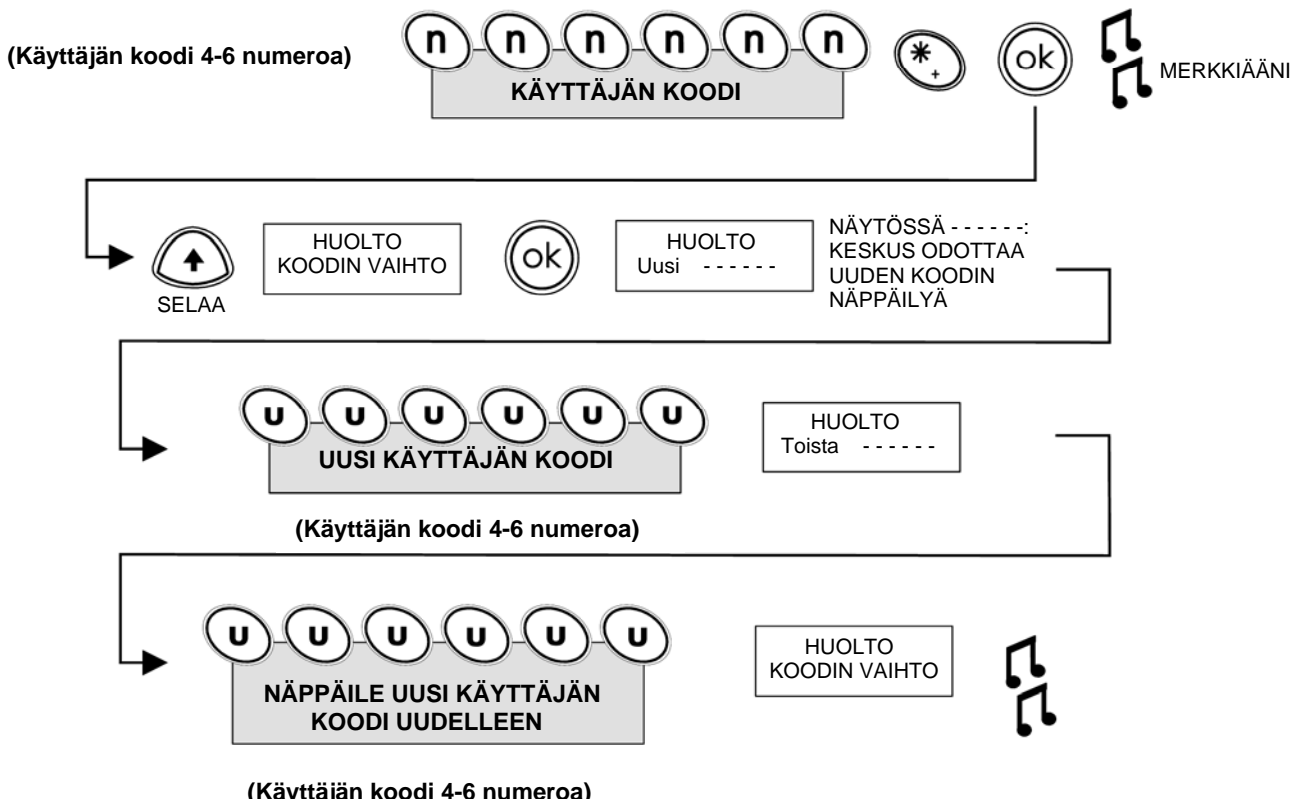 (Käyttäjän koodi 4-6 numeroa)
n n n n n n
* +
ok
MERKKIÄÄNI
KÄYTTÄJÄN KOODI
SELAA
HUOLTO
KOODIN VAIHTO
ok
HUOLTO
Uusi - - - - - -
NÄYTÖSSÄ - - - - - -:
KESKUS ODOTTAA
UUDEN KOODIN
NÄPPÄILYÄ
u u u u u u
UUSI KÄYTTÄJÄN KOODI
HUOLTO
Toista - - - - - -
(Käyttäjän koodi 4-6 numeroa)
u u u u u u
NÄPPÄILE UUSI KÄYTTÄJÄN
KOODI UUDELLEEN
HUOLTO
KOODIN VAIHTO
(Käyttäjän koodi 4-6 numeroa)